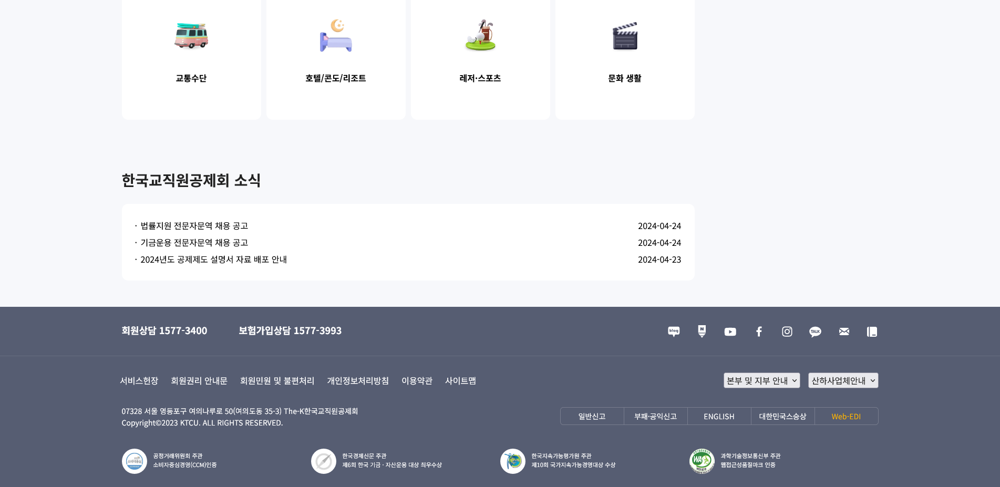 교통수단
호텔/콘도/리조트
레저·스포츠
문화 생활
한국교직원공제회 소식
· 법률지원 전문자문역 채용 공고 2024-04-24
· 기금운용 전문자문역 채용 공고 2024-04-24
· 2024년도 공제제도 설명서 자료 배포 안내 2024-04-23
회원상담 1577-3400 보험가입상담 1577-3993
blog
N
TALK
서비스헌장 회원권리 안내문 회원민원 및 불편처리 개인정보처리방침 이용약관 사이트맵
본부 및 지부 안내
산하사업체안내
07328 서울 영등포구 여의나루로 50(여의도동 35-3) The-K한국교직원공제회
Copyright©2023 KTCU. ALL RIGHTS RESERVED.
일반신고 부패·공익신고 ENGLISH 대한민국스승상 Web-EDI
소비자중심
공정거래위원회 주관
소비자중심경영(CCM)인증
한국경제신문 주관
제6회 한국 기금 · 자산운용 대상 최우수상
한국지속가능평가원 주관
제10회 국가지속가능경영대상 수상
WA
과학기술정보통신부 주관
웹접근성품질마크 인증